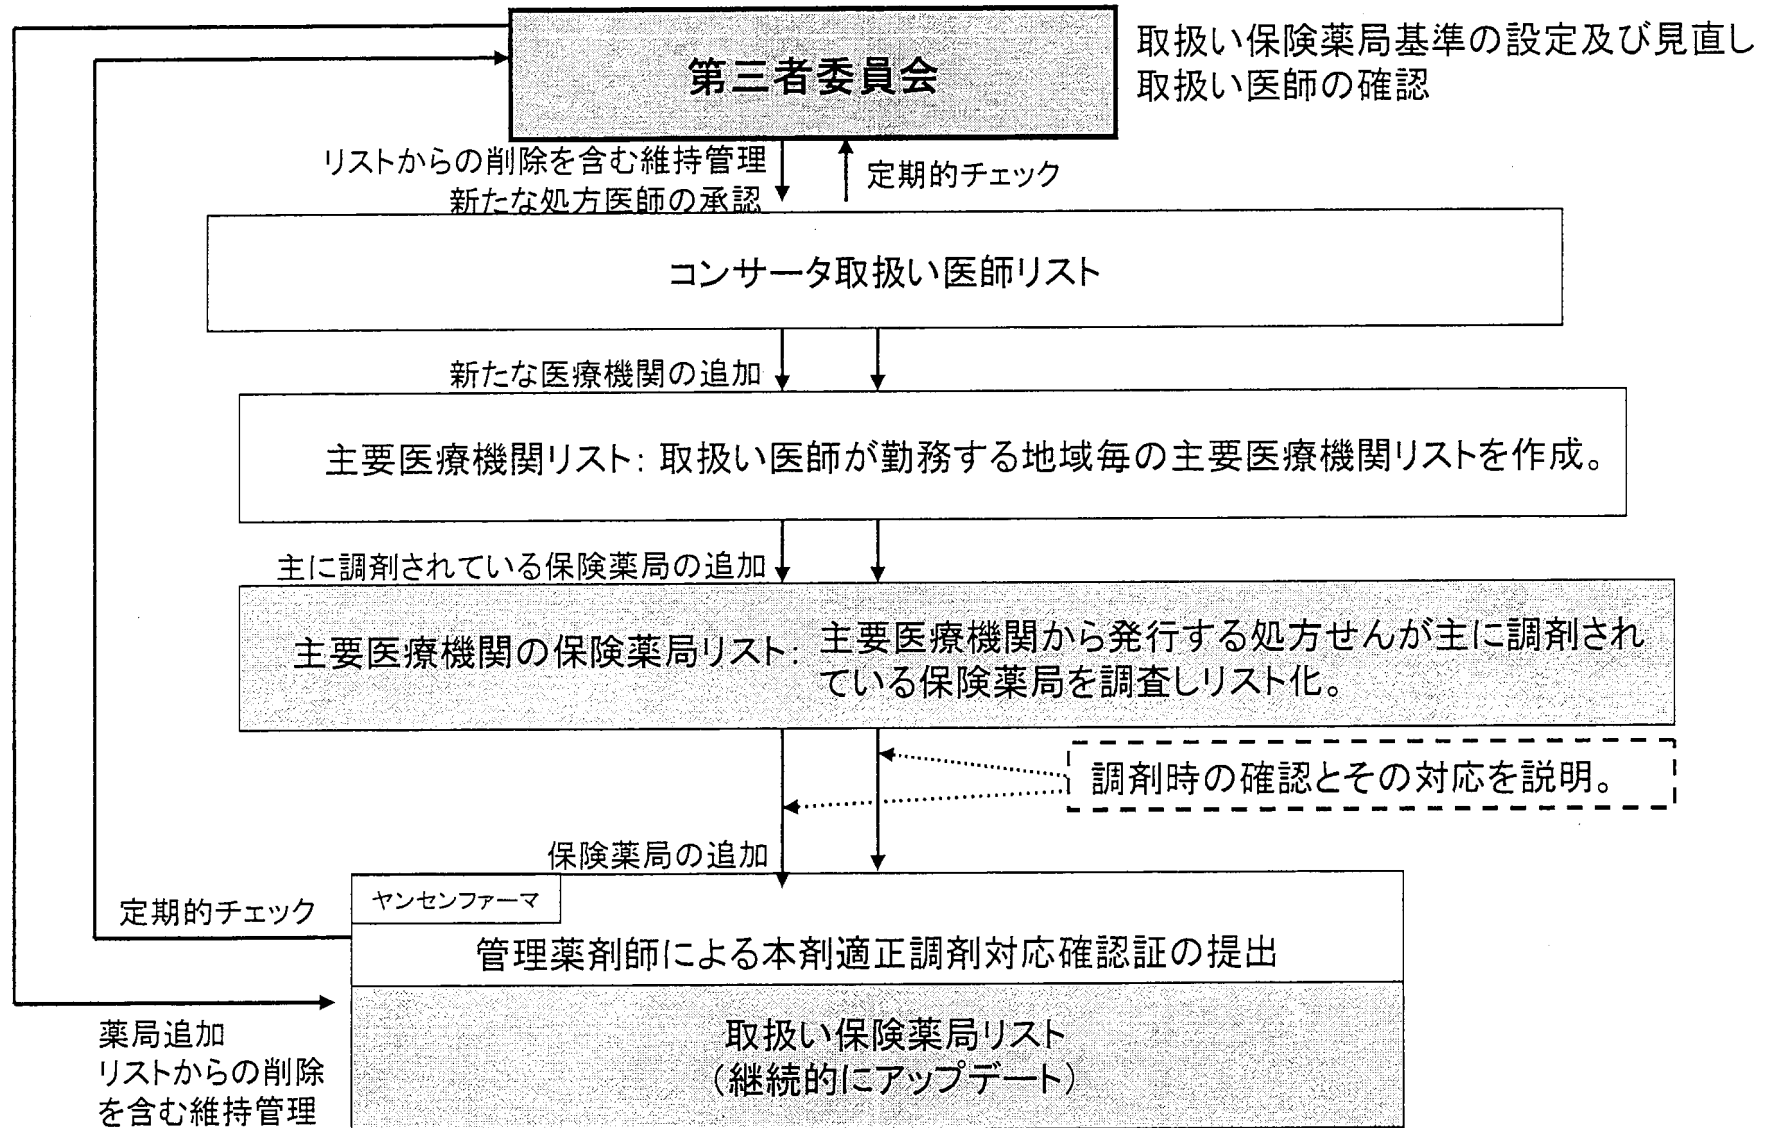 第三者委員会
取扱い保険薬局基準の設定及び見直し
取扱い医師の確認
リストからの削除を含む維持管理
新たな処方医師の承認
定期的チェック
コンサータ取扱い医師リスト
新たな医療機関の追加
主要医療機関リスト：取扱い医師が勤務する地域毎の主要医療機関リストを作成。
主に調剤されている保険薬局の追加
主要医療機関の保険薬局リスト：
主要医療機関から発行する処方せんが主に調剤され
ている保険薬局を調査しリスト化。
調剤時の確認とその対応を説明。
保険薬局の追加
定期的チェック
ヤンセンファーマ
管理薬剤師による本剤適正調剤対応確認証の提出
取扱い保険薬局リスト
（継続的にアップデート）
薬局追加
リストからの削除
を含む維持管理